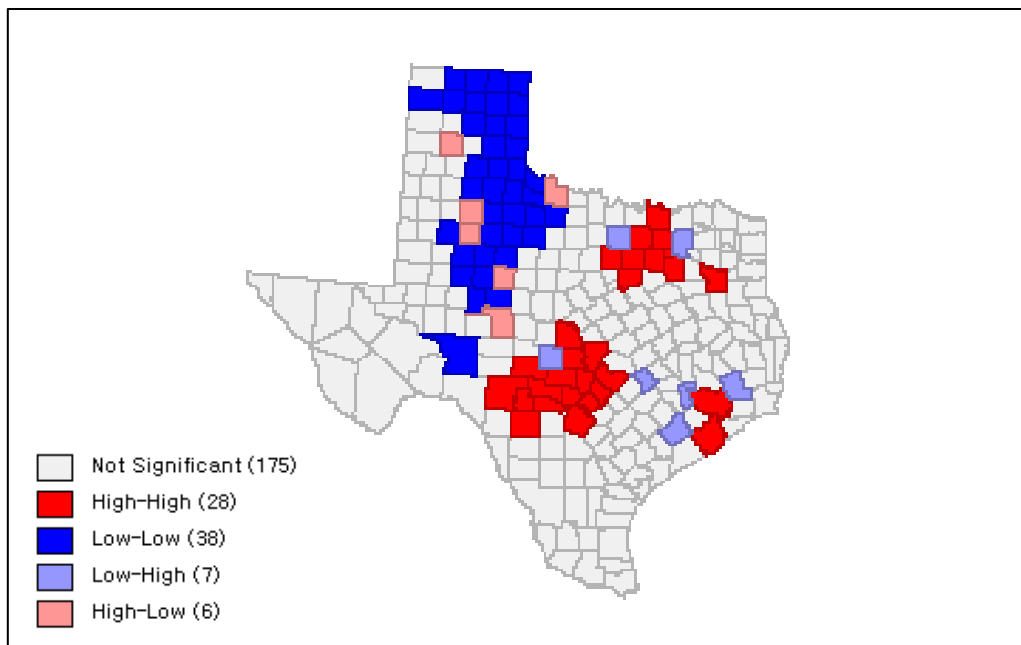 Not Significant (175)
High-High (28)
Low-Low (38)
Low-High (7)
High-Low (6)